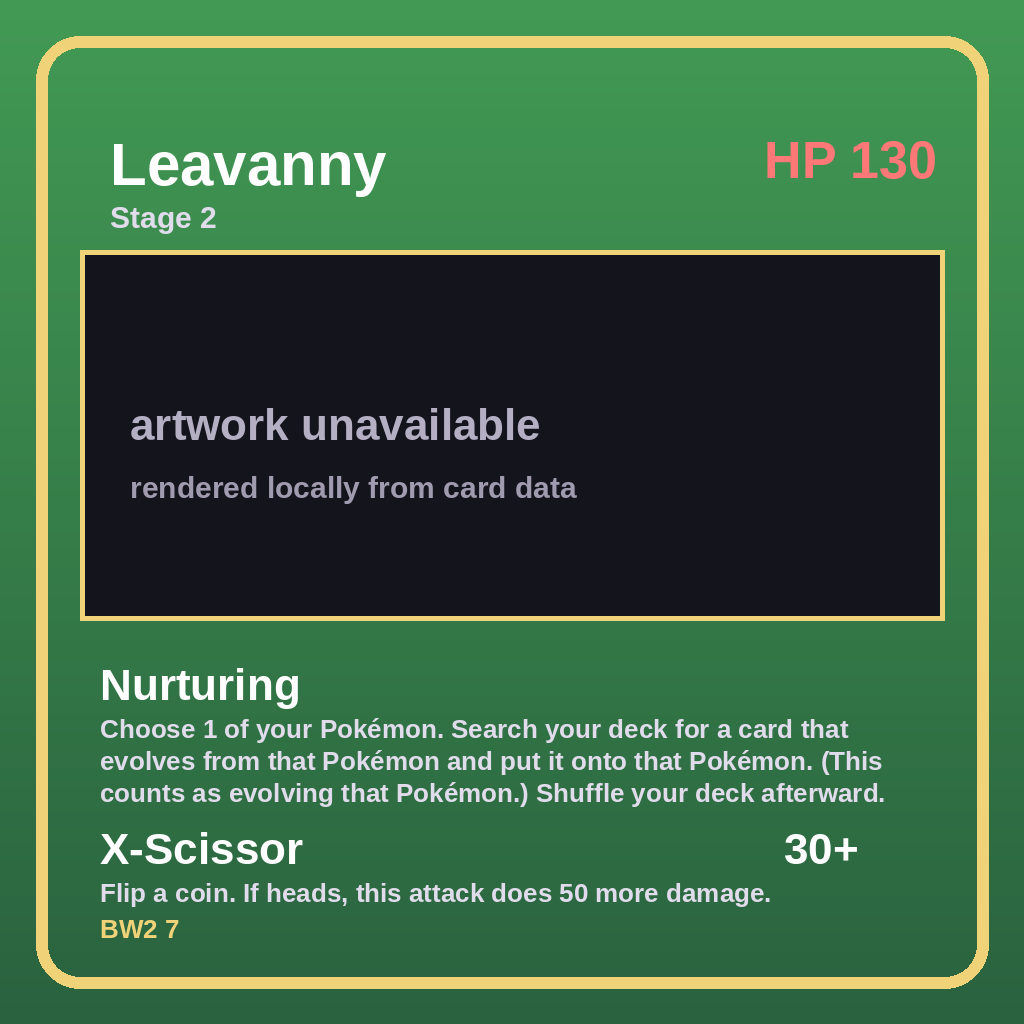 Leavanny
HP 130
Stage 2
artwork unavailable
rendered locally from card data
Nurturing
Choose 1 of your Pokémon. Search your deck for a card that
evolves from that Pokémon and put it onto that Pokémon. (This
counts as evolving that Pokémon.) Shuffle your deck afterward.
X-Scissor 30+
Flip a coin. If heads, this attack does 50 more damage.
BW2 7